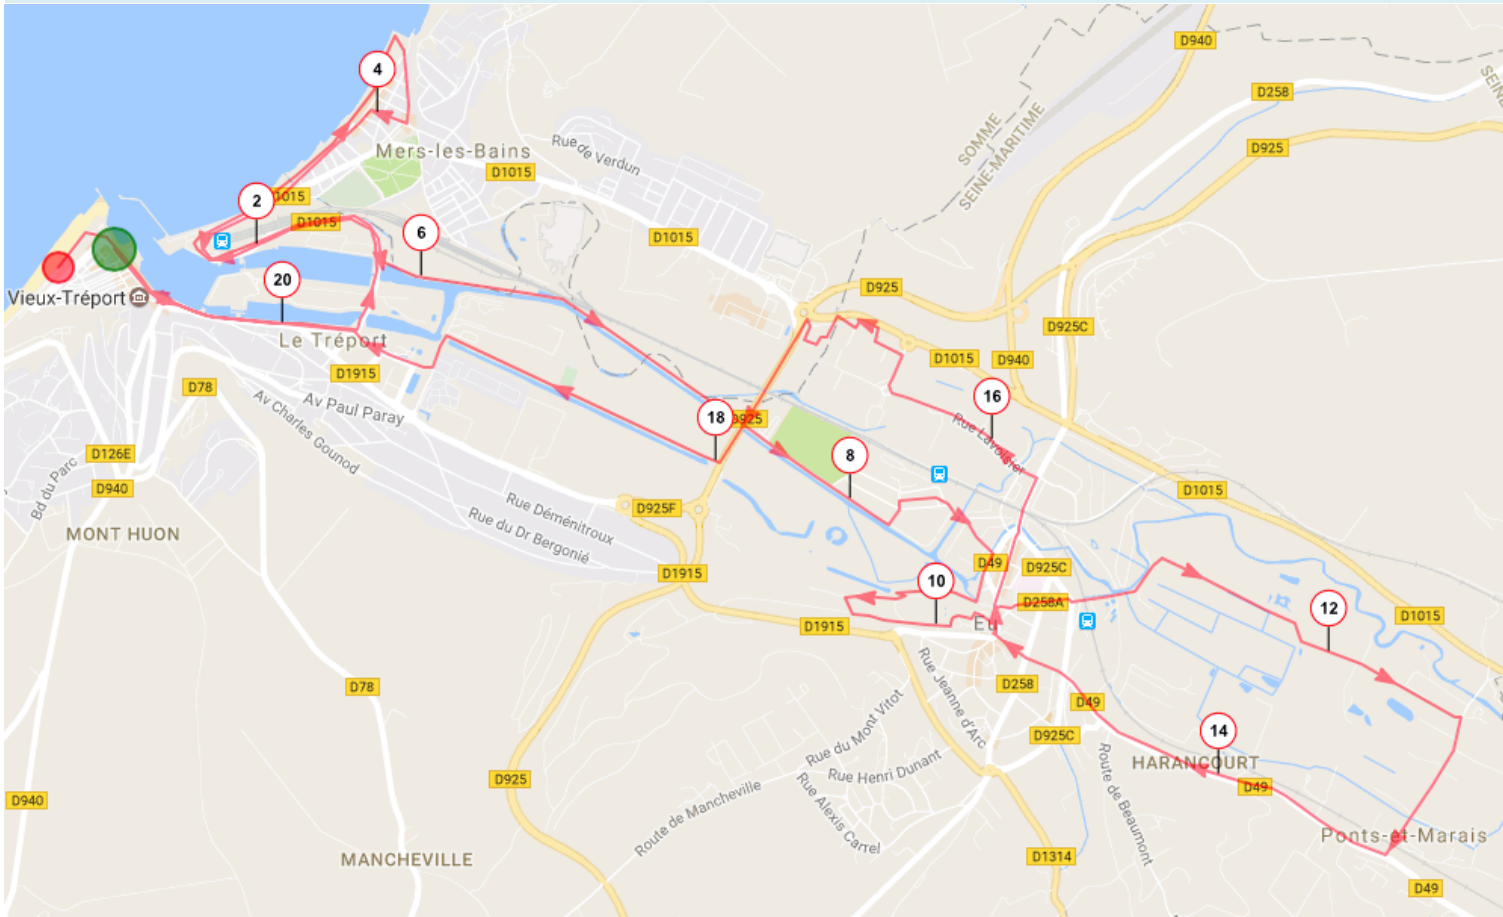 D940
D258
SEINE-
4
D925
SOMME
SEINE-MARITIME
Mers-les-Bains
Rue de Verdun
D1015
2
D1015
D1015
6
D1015
20
Vieux-Tréport
D925
D925C
Le Tréport
D1015
D940
D1915
D78
Av Paul Paray
Av Charles Gounod
16
18
D925
Rue Lavoisier
D126E
8
Bd du Parc
D940
D1015
MONT HUON
Rue Déménitroux
D925F
Rue du Dr Bergonié
D49
D925C
D1915
10
D258A
12
D1015
D1915
Eu
D78
Rue Jeanne d'Arc
D258
D49
Rue du Mont Vitot
D925C
14
HARANCOURT
Route de Beaumont
D925
Rue Henri Dunant
D49
Route de Mancheville
Rue Alexis Carrel
D940
Ponts-et-Marais
MANCHEVILLE
D1314
D49